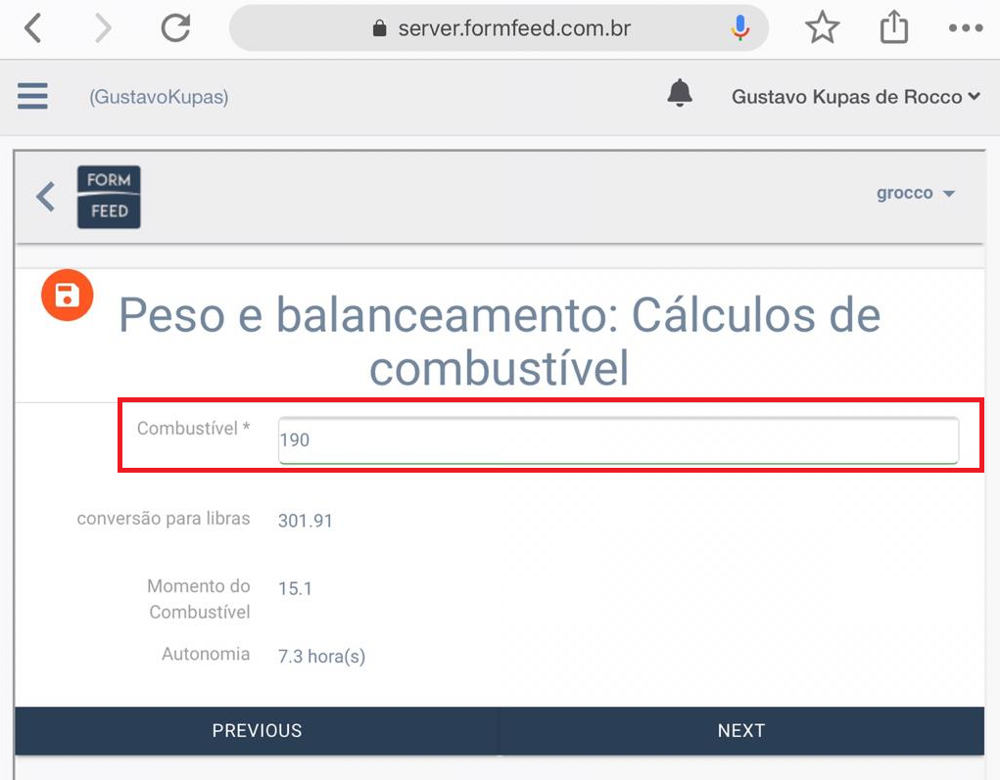 server.formfeed.com.br
(GustavoKupas)
Gustavo Kupas de Rocco
FORM
FEED
grocco
Peso e balanceamento: Cálculos de
combustível
Combustível *
190
conversão para libras
301.91
Momento do
Combustível
15.1
Autonomia
7.3 hora(s)
PREVIOUS
NEXT